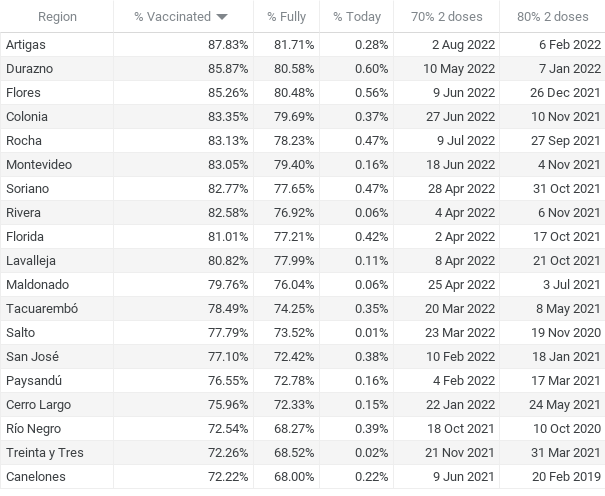 Region % Vaccinated % Fully % Today 70% 2 doses 80% 2 doses
Artigas 87.83% 81.71% 0.28% 2 Aug 2022 6 Feb 2022
Durazno 85.87% 80.58% 0.60% 10 May 2022 7 Jan 2022
Flores 85.26% 80.48% 0.56% 9 Jun 2022 26 Dec 2021
Colonia 83.35% 79.69% 0.37% 27 Jun 2022 10 Nov 2021
Rocha 83.13% 78.23% 0.47% 9 Jul 2022 27 Sep 2021
Montevideo 83.05% 79.40% 0.16% 18 Jun 2022 4 Nov 2021
Soriano 82.77% 77.65% 0.47% 28 Apr 2022 31 Oct 2021
Rivera 82.58% 76.92% 0.06% 4 Apr 2022 6 Nov 2021
Florida 81.01% 77.21% 0.42% 2 Apr 2022 17 Oct 2021
Lavalleja 80.82% 77.99% 0.11% 8 Apr 2022 21 Oct 2021
Maldonado 79.76% 76.04% 0.06% 25 Apr 2022 3 Jul 2021
Tacuarembó 78.49% 74.25% 0.35% 20 Mar 2022 8 May 2021
Salto 77.79% 73.52% 0.01% 23 Mar 2022 19 Nov 2020
San José 77.10% 72.42% 0.38% 10 Feb 2022 18 Jan 2021
Paysandú 76.55% 72.78% 0.16% 4 Feb 2022 17 Mar 2021
Cerro Largo 75.96% 72.33% 0.15% 22 Jan 2022 24 May 2021
Río Negro 72.54% 68.27% 0.39% 18 Oct 2021 10 Oct 2020
Treinta y Tres 72.26% 68.52% 0.02% 21 Nov 2021 31 Mar 2021
Canelones 72.22% 68.00% 0.22% 9 Jun 2021 20 Feb 2019